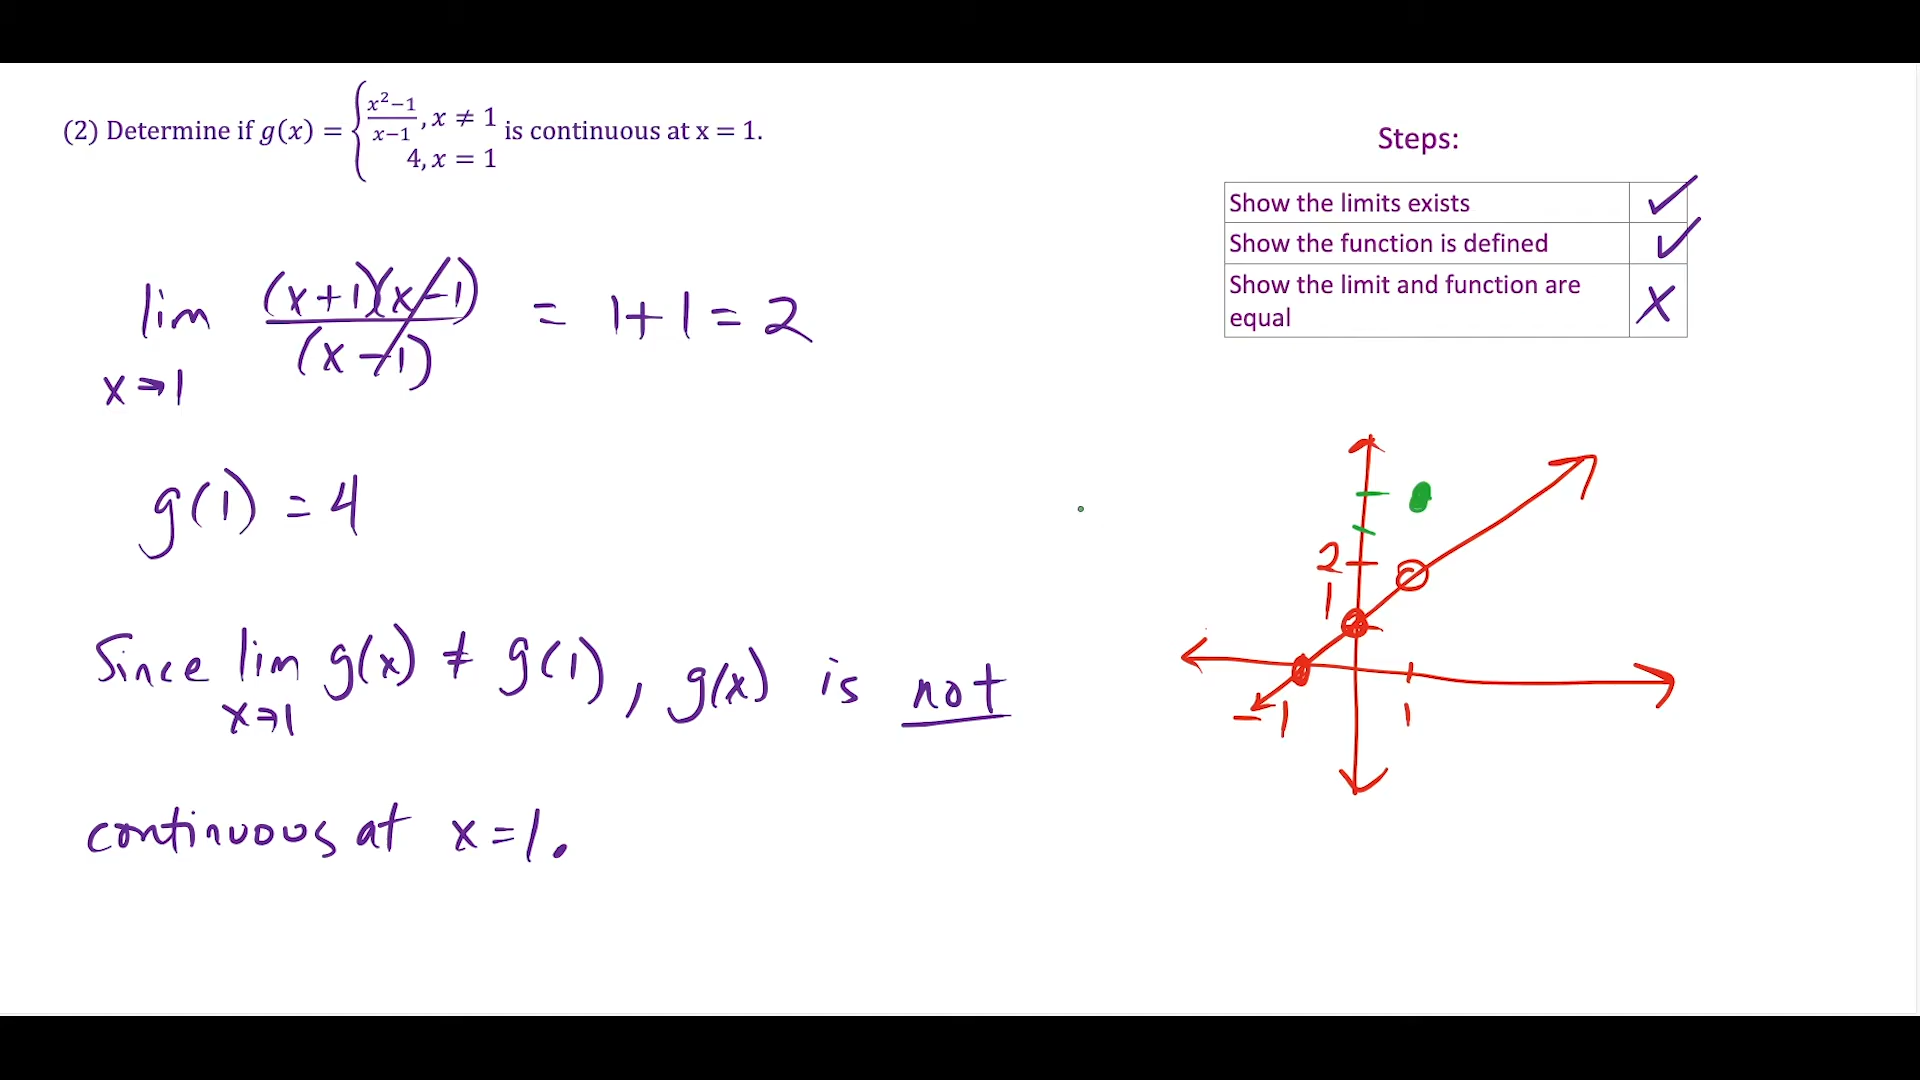 (2) Determine if g(x) = { x²−1 / x−1 , x ≠ 1
4, x = 1 is continuous at x = 1.
Steps:
Show the limits exists ✓
Show the function is defined ✓
Show the limit and function are equal X
lim x→1 (x+1)(x-1) / (x-1) = 1+1=2
g(1) = 4
Since lim x→1 g(x) ≠ g(1), g(x) is not
continuous at x=1.
2
1
-1
1